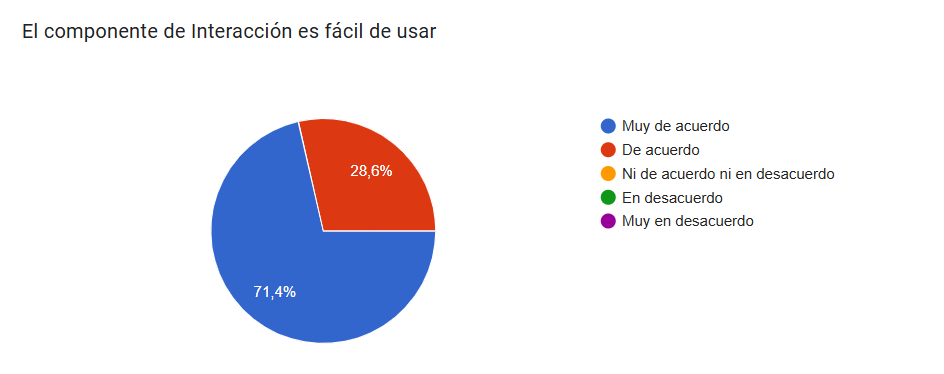 El componente de Interacción es fácil de usar
28,6%
71,4%
Muy de acuerdo
De acuerdo
Ni de acuerdo ni en desacuerdo
En desacuerdo
Muy en desacuerdo